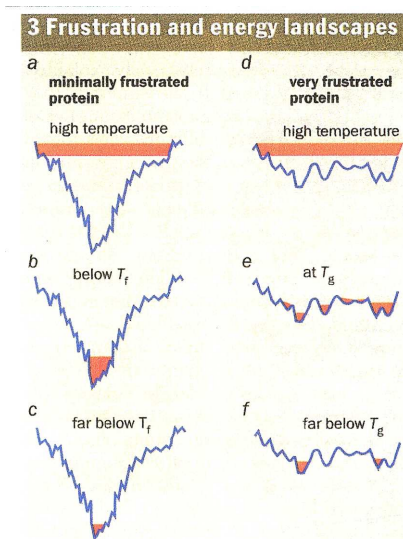 3 Frustration and energy landscapes
a
minimally frustrated
protein
high temperature
d
very frustrated
protein
high temperature
b
below Tf
e
at Tg
c
far below Tf
f
far below Tg